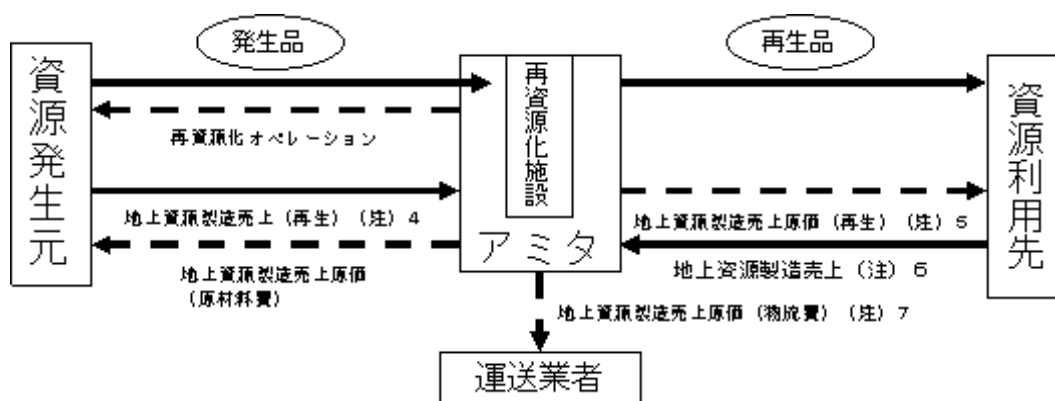 発生品
再生品
資源発生元
再資源化施設
アミタ
資源利用先
再資源化オペレーション
地上資源製造売上（再生）（注）４
地上資源製造売上原価（再生）（注）５
地上資源製造売上原価
（原材料費）
地上資源製造売上（注）６
地上資源製造売上原価（物流費）（注）７
運送業者